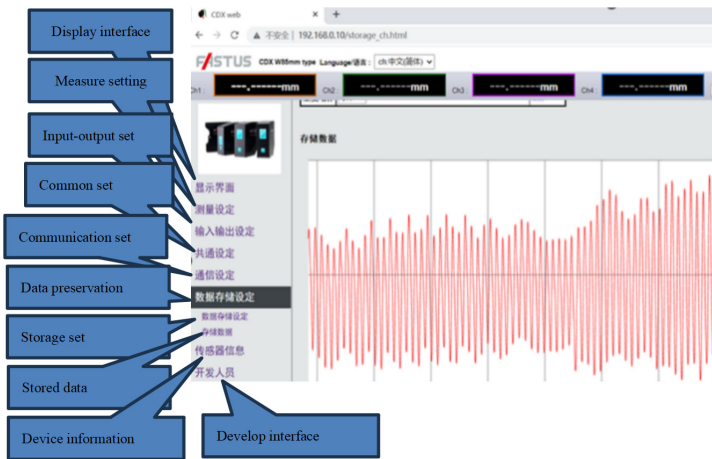 Display interface
Measure setting
Input-output set
Common set
Communication set
Data preservation
Storage set
Stored data
Device information
Develop interface
CDX web
不安全 | 192.168.0.10/storage_ch.html
FASTUS CDX W85mm type Language/语言: ch:中文(简体)
Ch1: ---.------mm Ch2: ---.------mm Ch3: ---.------mm Ch4: ---.------mm
存储数据
显示界面
测量设定
输入输出设定
共通设定
通信设定
数据存储设定
数据存储设定
存储数据
传感器信息
开发人员